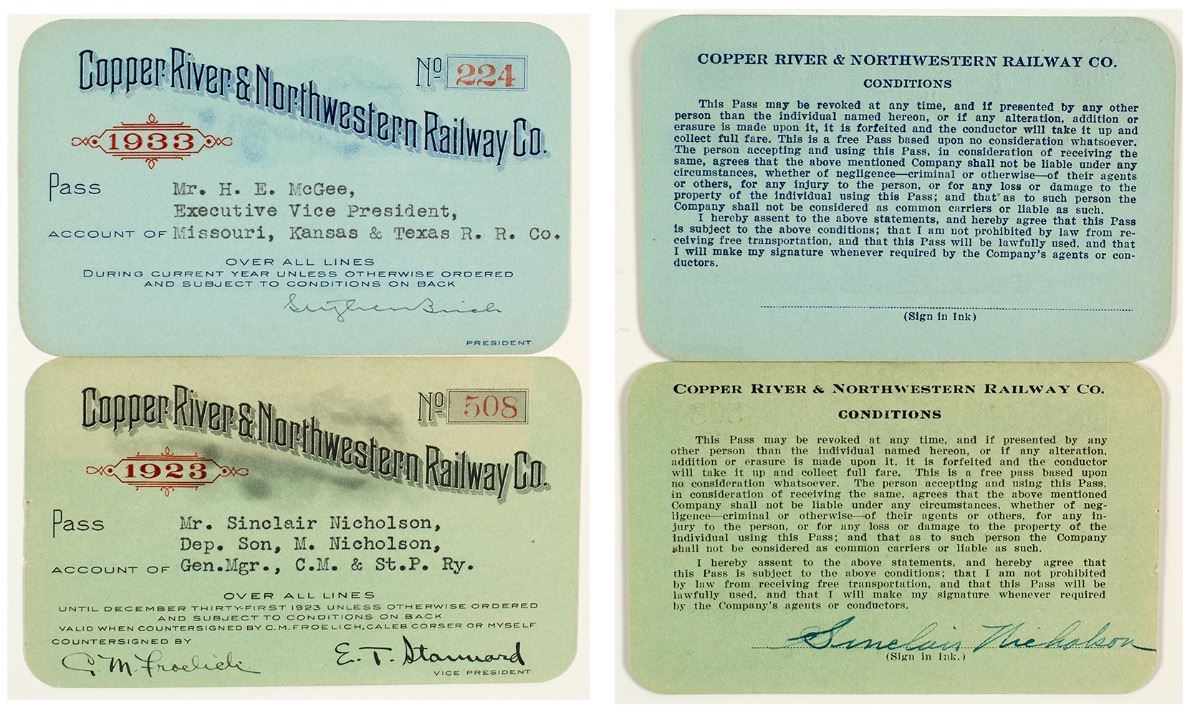 Copper River & Northwestern Railway Co.
No 224
1933
Pass Mr. H. E. McGee,
Executive Vice President,
ACCOUNT OF Missouri, Kansas & Texas R. R. Co.
OVER ALL LINES
DURING CURRENT YEAR UNLESS OTHERWISE ORDERED
AND SUBJECT TO CONDITIONS ON BACK
Stephen Birch
PRESIDENT
COPPER RIVER & NORTHWESTERN RAILWAY CO.
CONDITIONS
This Pass may be revoked at any time, and if presented by any other
person than the individual named hereon, or if any alteration, addition or
erasure is made upon it, it is forfeited and the conductor will take it up and
collect full fare. This is a free Pass based upon no consideration whatsoever.
The person accepting and using this Pass, in consideration of receiving the
same, agrees that the above mentioned Company shall not be liable under any
circumstances, whether of negligence—criminal or otherwise—of their agents
or others, for any injury to the person, or for any loss or damage to the
property of the individual using this Pass; and that as to such person the
Company shall not be considered as common carriers or liable as such.
I hereby assent to the above statements, and hereby agree that this Pass
is subject to the above conditions; that I am not prohibited by law from re-
ceiving free transportation, and that this Pass will be lawfully used, and that
I will make my signature whenever required by the Company's agents or con-
ductors.
(Sign in Ink)
Copper River & Northwestern Railway Co.
No 508
1923
Pass Mr. Sinclair Nicholson,
Dep. Son, M. Nicholson,
ACCOUNT OF Gen.Mgr., C.M. & St.P. Ry.
OVER ALL LINES
UNTIL DECEMBER THIRTY-FIRST 1923 UNLESS OTHERWISE ORDERED
AND SUBJECT TO CONDITIONS ON BACK
VALID WHEN COUNTERSIGNED BY C.M. FROELICH, CALEB CORSER OR MYSELF
COUNTERSIGNED BY
C. M. Froelich E. T. Stannard
VICE PRESIDENT
COPPER RIVER & NORTHWESTERN RAILWAY CO.
CONDITIONS
This Pass may be revoked at any time, and if presented by any
other person than the individual named hereon, or if any alteration,
addition or erasure is made upon it, it is forfeited and the conductor
will take it up and collect full fare. This is a free pass based upon
no consideration whatsoever. The person accepting and using this Pass,
in consideration of receiving the same, agrees that the above mentioned
Company shall not be liable under any circumstances, whether of neg-
ligence—criminal or otherwise—of their agents or others, for any in-
jury to the person, or for any loss or damage to the property of the
individual using this Pass; and that as to such person the Company
shall not be considered as common carriers or liable as such.
I hereby assent to the above statements, and hereby agree that
this Pass is subject to the above conditions; that I am not prohibited
by law from receiving free transportation, and that this Pass will be
lawfully used, and that I will make my signature whenever required
by the Company's agents or conductors.
Sinclair Nicholson
(Sign in Ink.)